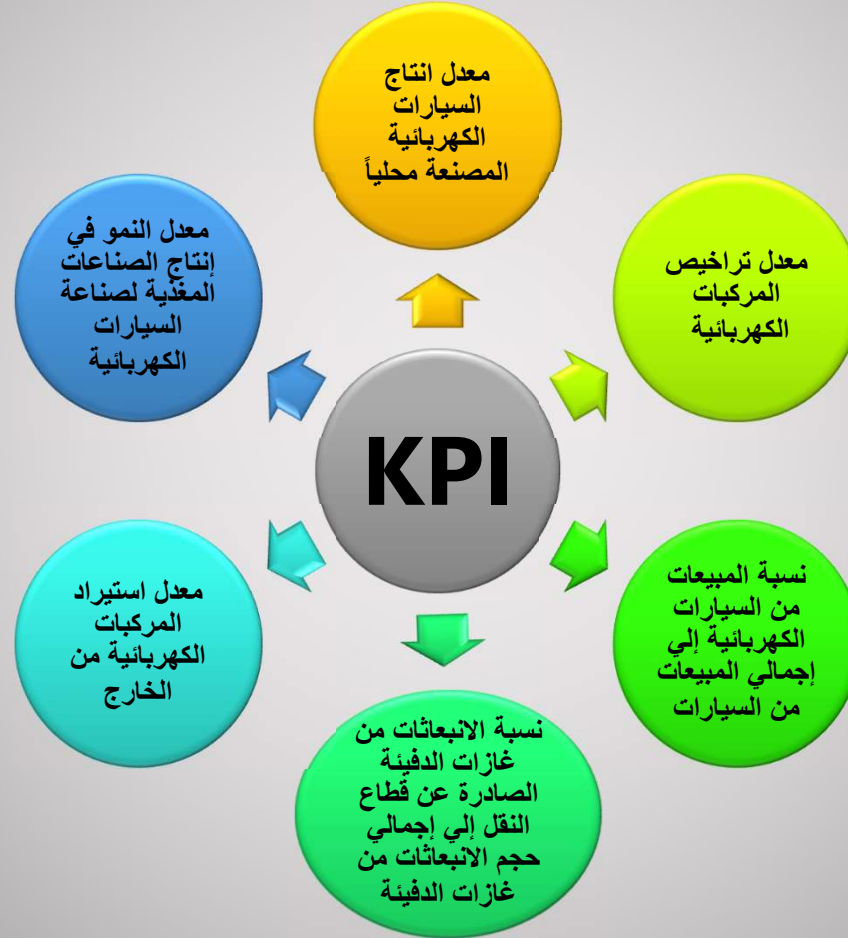 معدل انتاج
السيارات
الكهربائية
المصنعة محلياً
معدل تراخيص
المركبات
الكهربائية
نسبة المبيعات
من السيارات
الكهربائية إلي
إجمالي المبيعات
من السيارات
نسبة الانبعاثات من
غازات الدفيئة
الصادرة عن قطاع
النقل إلي إجمالي
حجم الانبعاثات من
غازات الدفيئة
معدل استيراد
المركبات
الكهربائية من
الخارج
معدل النمو في
إنتاج الصناعات
المغذية لصناعة
السيارات
الكهربائية
KPI